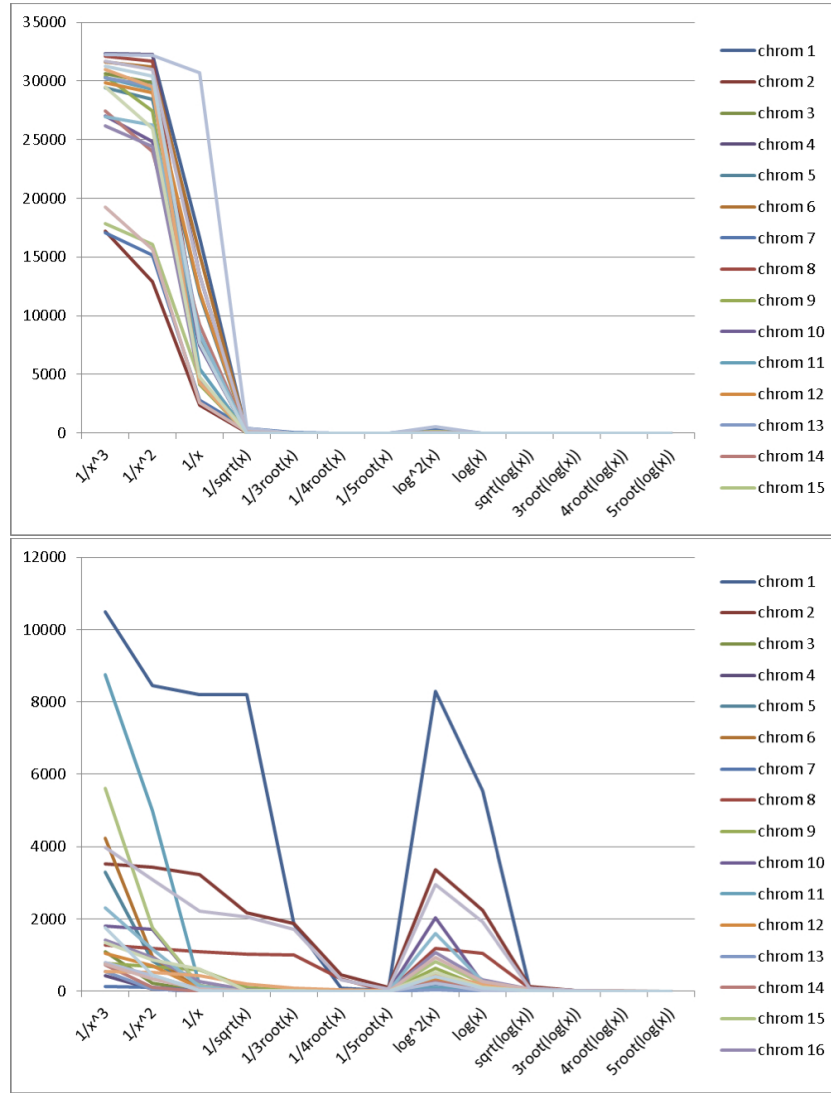 35000
30000
25000
20000
15000
10000
5000
0
1/x^3
1/x^2
1/x
1/sqrt(x)
1/3root(x)
1/4root(x)
1/5root(x)
log^2(x)
log(x)
sqrt(log(x))
3root(log(x))
4root(log(x))
5root(log(x))
chrom 1
chrom 2
chrom 3
chrom 4
chrom 5
chrom 6
chrom 7
chrom 8
chrom 9
chrom 10
chrom 11
chrom 12
chrom 13
chrom 14
chrom 15
12000
10000
8000
6000
4000
2000
0
1/x^3
1/x^2
1/x
1/sqrt(x)
1/3root(x)
1/4root(x)
1/5root(x)
log^2(x)
log(x)
sqrt(log(x))
3root(log(x))
4root(log(x))
5root(log(x))
chrom 1
chrom 2
chrom 3
chrom 4
chrom 5
chrom 6
chrom 7
chrom 8
chrom 9
chrom 10
chrom 11
chrom 12
chrom 13
chrom 14
chrom 15
chrom 16